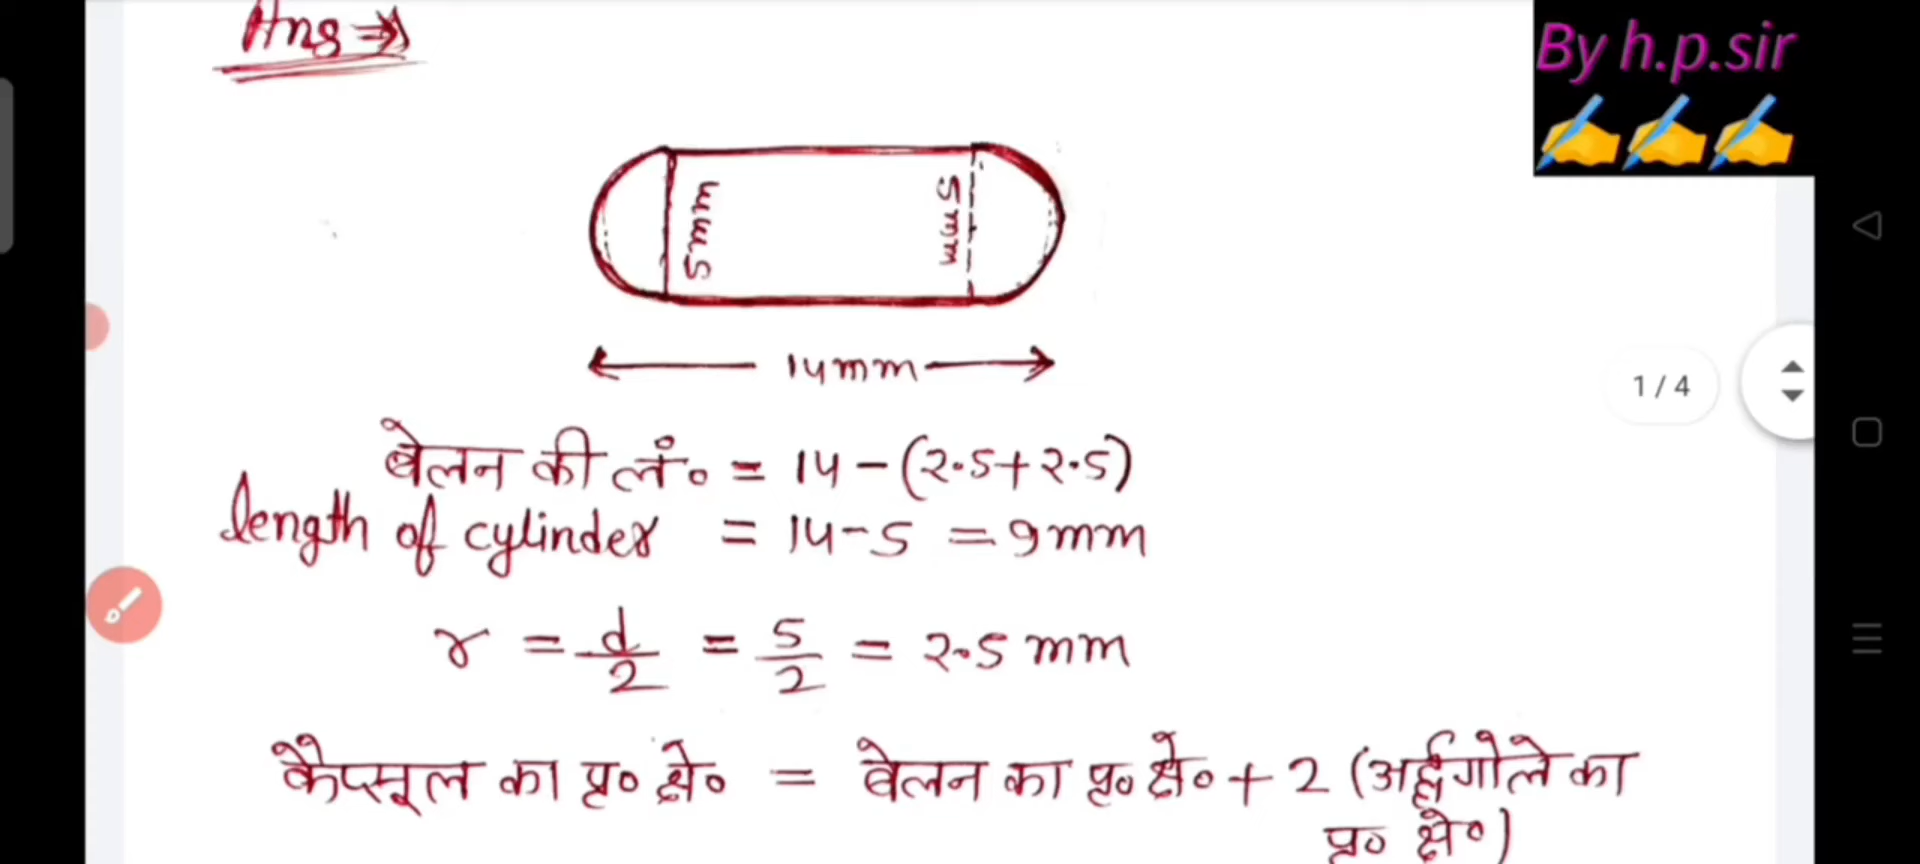 Ans →
By h.p.sir
5mm
5mm
14mm
1 / 4
बेलन की लं० = 14 - (2.5+2.5)
length of cylinder = 14-5 = 9mm
r = d/2 = 5/2 = 2.5 mm
कैप्सूल का पृ० क्षे० = बेलन का पृ० क्षे० + 2 (अर्द्धगोले का
पृ० क्षे०)